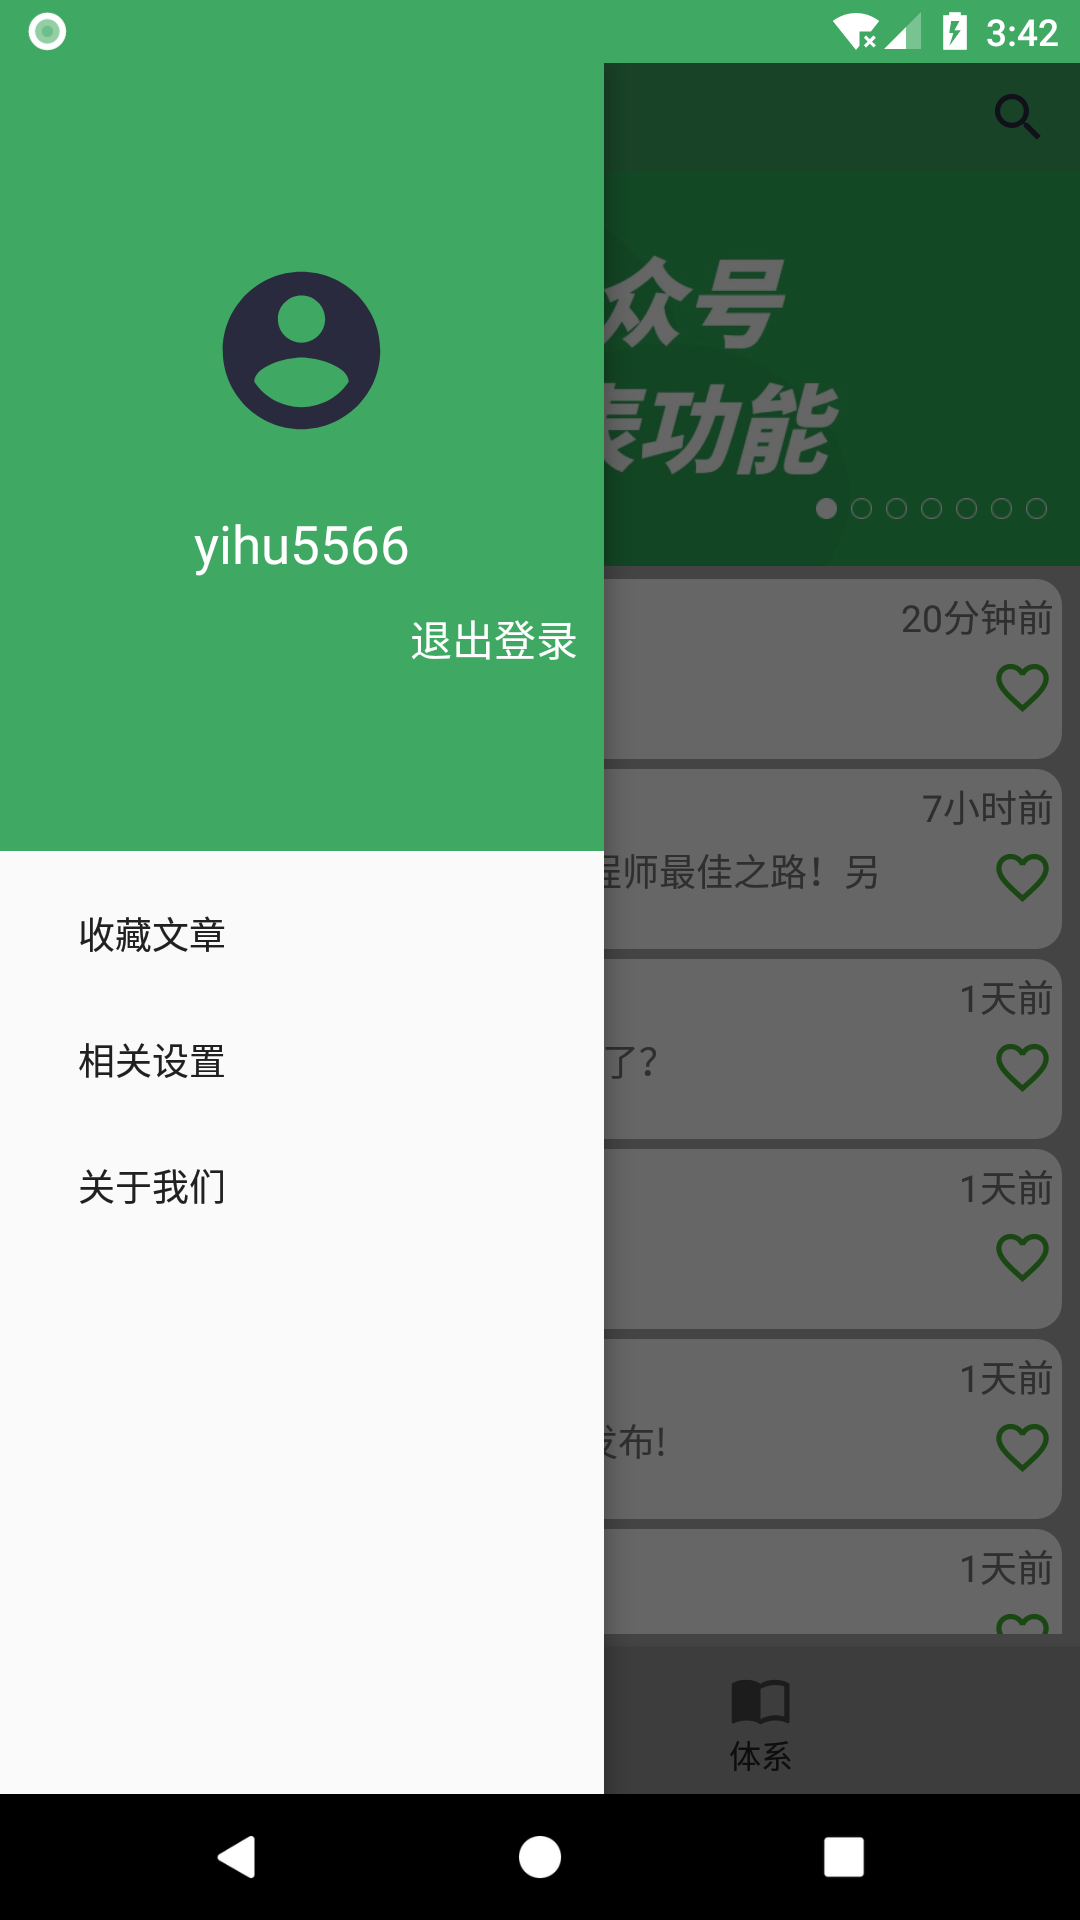 3:42
众号
表功能
yihu5566
退出登录
收藏文章
相关设置
关于我们
20分钟前
7小时前
程师最佳之路！另
1天前
了？
1天前
1天前
发布!
1天前
体系